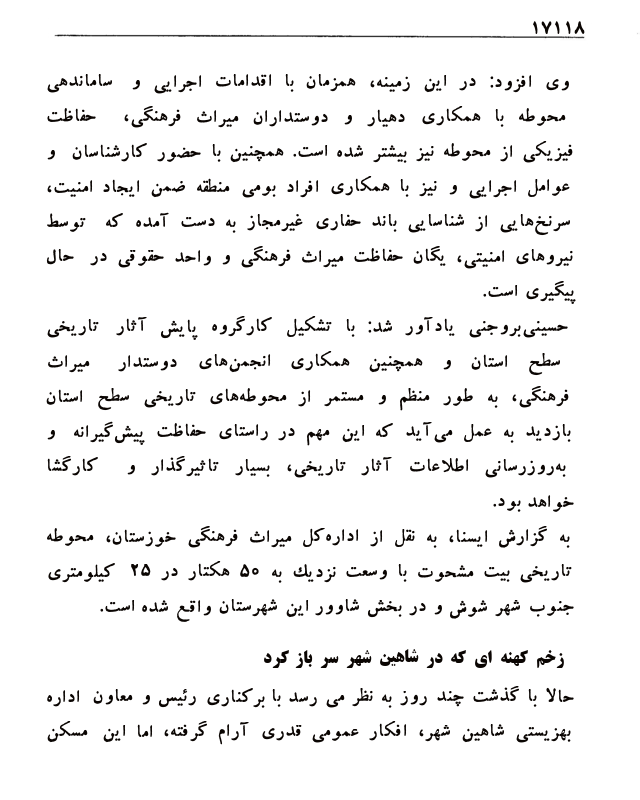 ۱۷۱۱۸
وی افزود: در این زمینه، همزمان با اقدامات اجرایی و ساماندهی
محوطه با همکاری دهیار و دوستداران میراث فرهنگی، حفاظت
فیزیکی از محوطه نیز بیشتر شده است. همچنین با حضور کارشناسان و
عوامل اجرایی و نیز با همکاری افراد بومی منطقه ضمن ایجاد امنیت،
سرنخ‌هایی از شناسایی باند حفاری غیرمجاز به دست آمده که توسط
نیروهای امنیتی، یگان حفاظت میراث فرهنگی و واحد حقوقی در حال
پیگیری است.
حسینی‌بروجنی یادآور شد: با تشکیل کارگروه پایش آثار تاریخی
سطح استان و همچنین همکاری انجمن‌های دوستدار میراث
فرهنگی، به طور منظم و مستمر از محوطه‌های تاریخی سطح استان
بازدید به عمل می‌آید که این مهم در راستای حفاظت پیش‌گیرانه و
به‌روزرسانی اطلاعات آثار تاریخی، بسیار تاثیرگذار و کارگشا
خواهد بود.
به گزارش ایسنا، به نقل از اداره‌کل میراث فرهنگی خوزستان، محوطه
تاریخی بیت مشحوت با وسعت نزدیك به ۵۰ هکتار در ۲۵ کیلومتری
جنوب شهر شوش و در بخش شاوور این شهرستان واقع شده است.
زخم کهنه ای که در شاهین شهر سر باز کرد
حالا با گذشت چند روز به نظر می رسد با برکناری رئیس و معاون اداره
بهزیستی شاهین شهر، افکار عمومی قدری آرام گرفته، اما این مسکن